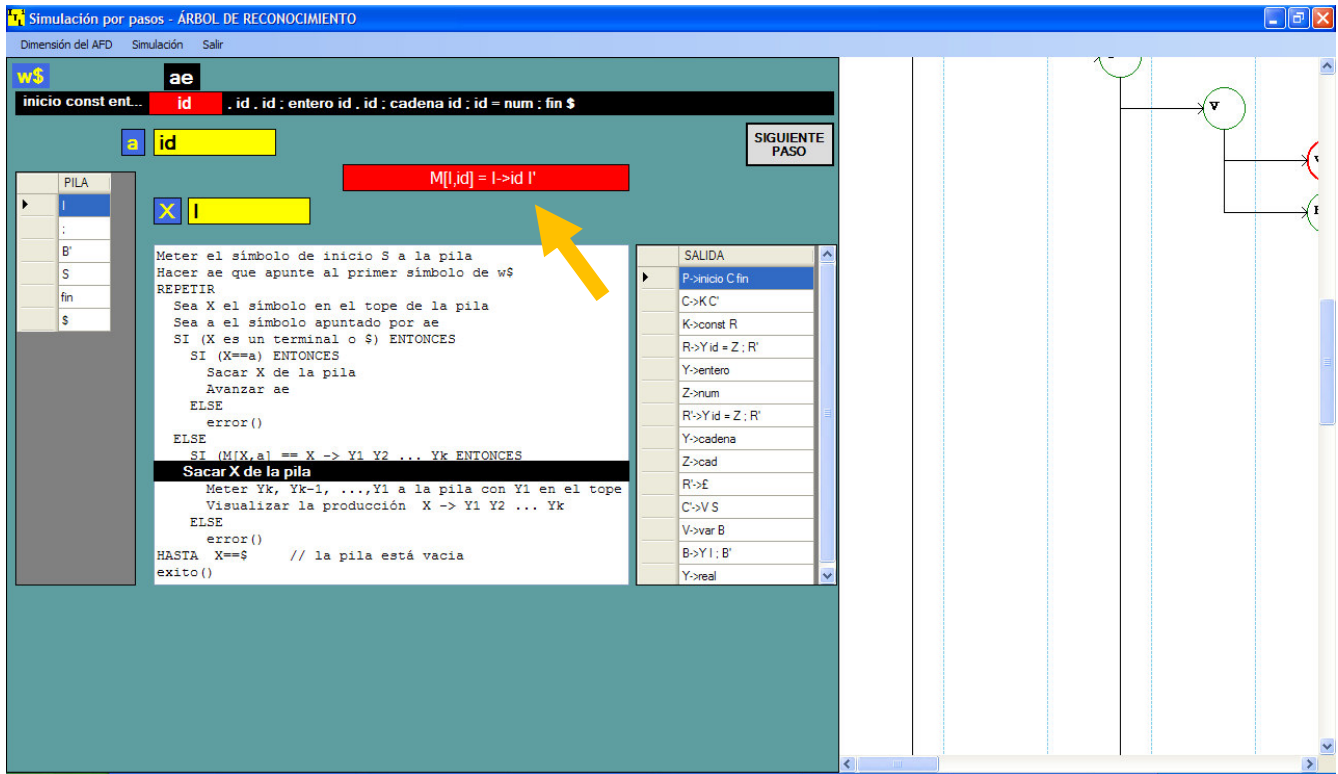 Simulación por pasos - ÁRBOL DE RECONOCIMIENTO
Dimensión del AFD Simulación Salir
w$ ae
inicio const ent... id , id , id ; entero id , id ; cadena id ; id = num ; fin $
a id
SIGUIENTE
PASO
M[I,id] = I->id I'
PILA
I
;
B'
S
fin
$
X I
Meter el símbolo de inicio S a la pila
Hacer ae que apunte al primer símbolo de w$
REPETIR
Sea X el símbolo en el tope de la pila
Sea a el símbolo apuntado por ae
SI (X es un terminal o $) ENTONCES
SI (X==a) ENTONCES
Sacar X de la pila
Avanzar ae
ELSE
error()
ELSE
SI (M[X,a] == X -> Y1 Y2 ... Yk ENTONCES
Sacar X de la pila
Meter Yk, Yk-1, ...,Y1 a la pila con Y1 en el tope
Visualizar la producción X -> Y1 Y2 ... Yk
ELSE
error()
HASTA X==$ // la pila está vacia
exito()
SALIDA
P->inicio C fin
C->K C'
K->const R
R->Y id = Z ; R'
Y->entero
Z->num
R'->Y id = Z ; R'
Y->cadena
Z->cad
R'->£
C'->V S
V->var B
B->Y I ; B'
Y->real
V